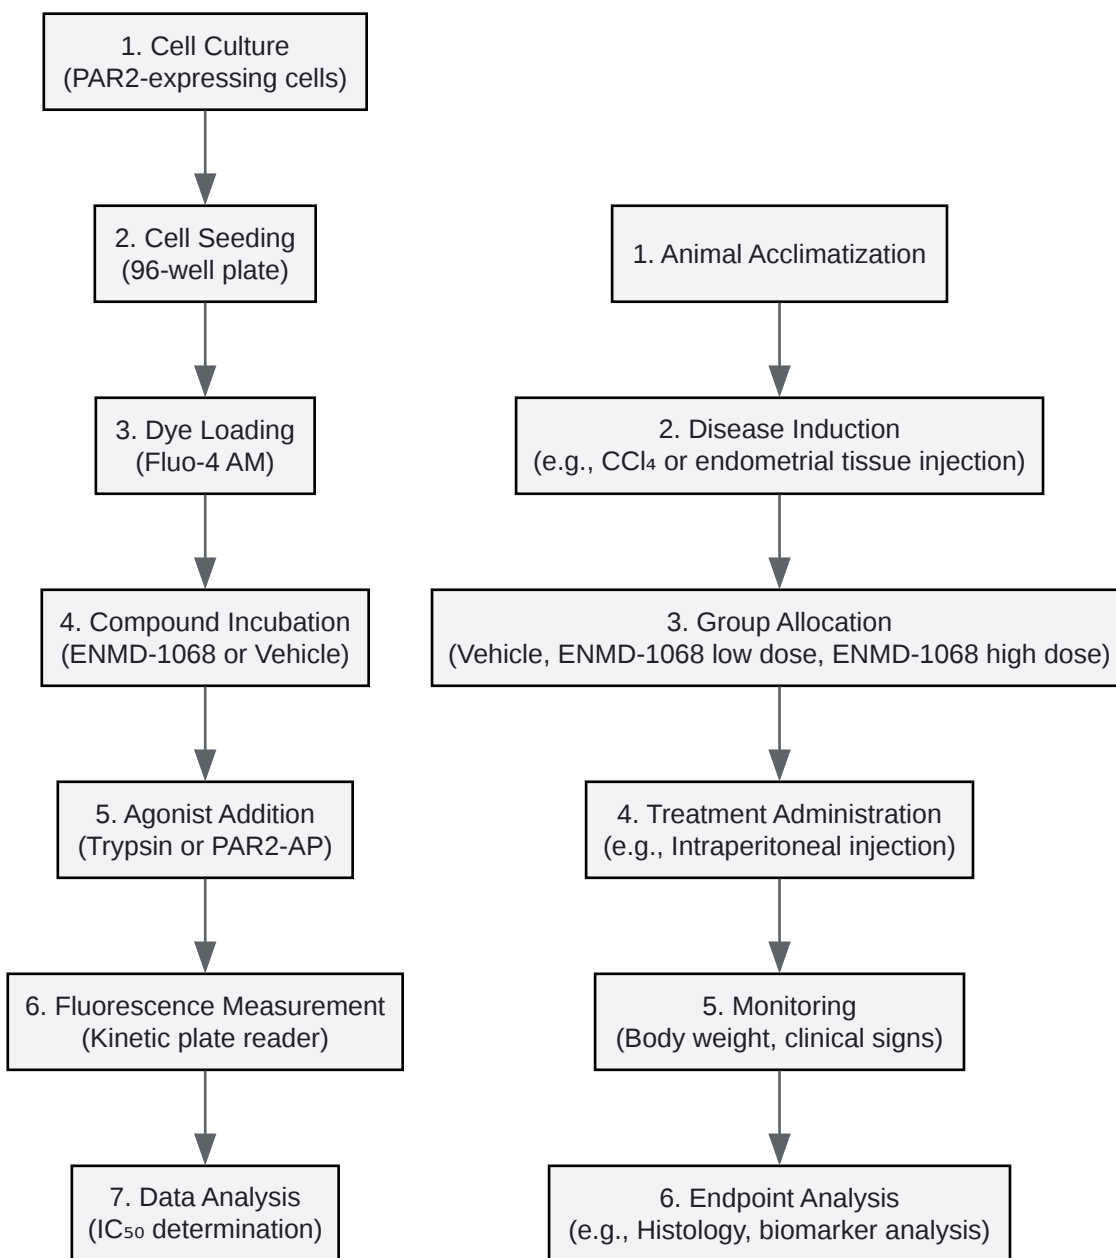 1. Cell Culture
(PAR2-expressing cells)
2. Cell Seeding
(96-well plate)
3. Dye Loading
(Fluo-4 AM)
4. Compound Incubation
(ENMD-1068 or Vehicle)
5. Agonist Addition
(Trypsin or PAR2-AP)
6. Fluorescence Measurement
(Kinetic plate reader)
7. Data Analysis
(IC₅₀ determination)
1. Animal Acclimatization
2. Disease Induction
(e.g., CCl₄ or endometrial tissue injection)
3. Group Allocation
(Vehicle, ENMD-1068 low dose, ENMD-1068 high dose)
4. Treatment Administration
(e.g., Intraperitoneal injection)
5. Monitoring
(Body weight, clinical signs)
6. Endpoint Analysis
(e.g., Histology, biomarker analysis)